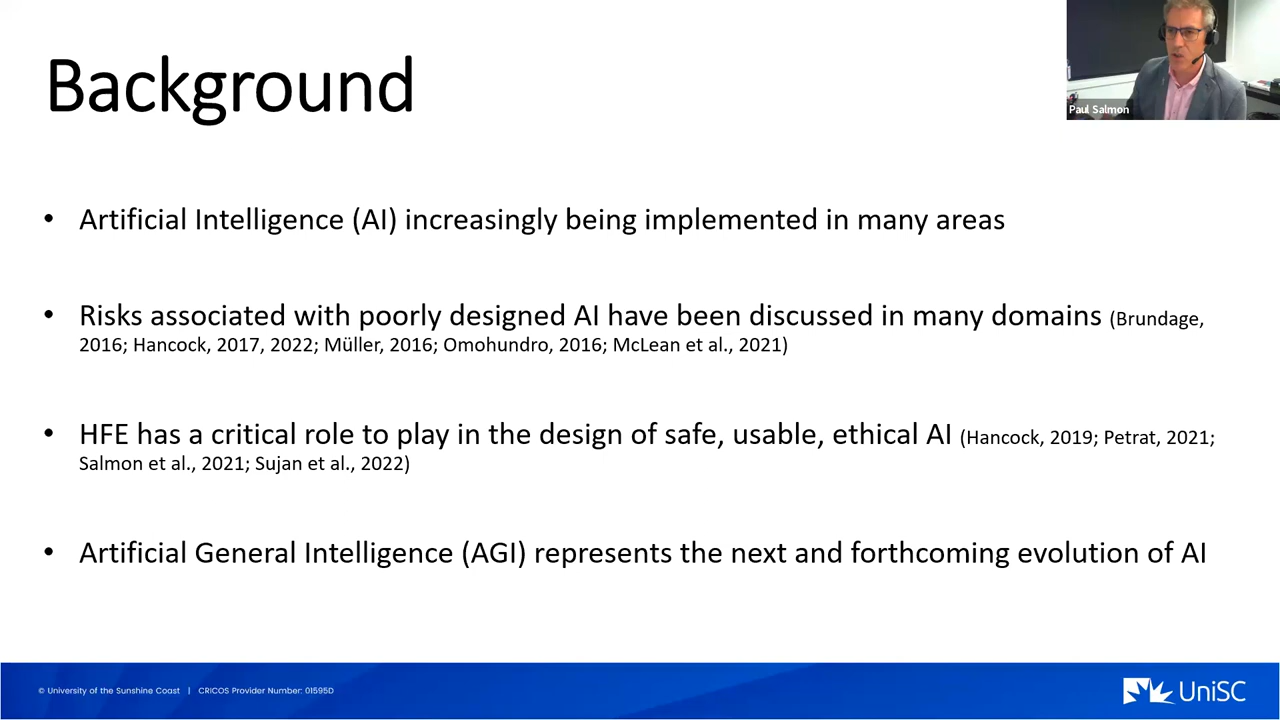 Background
Paul Salmon
• Artificial Intelligence (AI) increasingly being implemented in many areas
• Risks associated with poorly designed AI have been discussed in many domains (Brundage,
2016; Hancock, 2017, 2022; Müller, 2016; Omohundro, 2016; McLean et al., 2021)
• HFE has a critical role to play in the design of safe, usable, ethical AI (Hancock, 2019; Petrat, 2021;
Salmon et al., 2021; Sujan et al., 2022)
• Artificial General Intelligence (AGI) represents the next and forthcoming evolution of AI
© University of the Sunshine Coast | CRICOS Provider Number: 01595D
UniSC